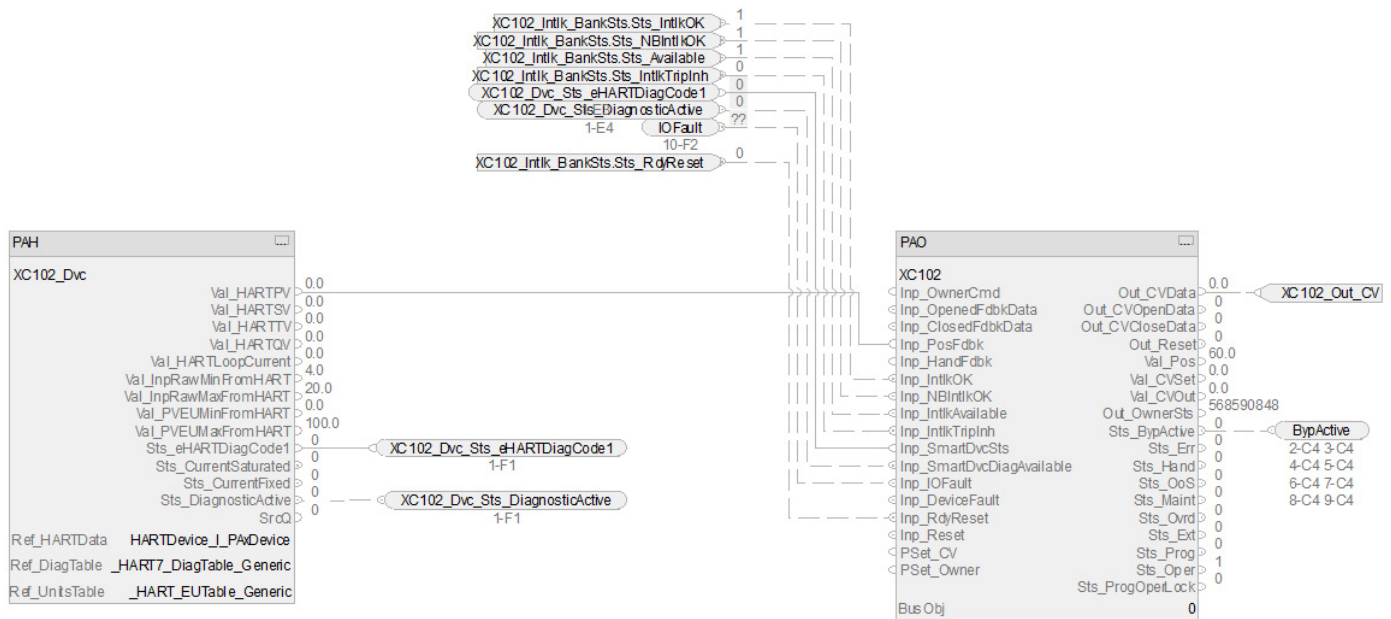 XC102_Intlk_BankSts.Sts_IntlkOK 1
XC102_Intlk_BankSts.Sts_NBIntlkOK 1
XC102_Intlk_BankSts.Sts_Available 1
XC102_Intlk_BankSts.Sts_IntlkTripInh 0
XC102_Dvc_Sts_eHARTDiagCode1 0
XC102_Dvc_Sts_DiagnosticActive 0
1-E4
IOFault ??
10-F2
XC102_Intlk_BankSts.Sts_RdyReset 0
PAH
XC102_Dvc
Val_HARTPV 0.0
Val_HARTSV 0.0
Val_HARTTV 0.0
Val_HARTQV 0.0
Val_HARTLoopCurrent 0.0
Val_InpRawMinFromHART 4.0
Val_InpRawMaxFromHART 20.0
Val_PVEUMinFromHART 0.0
Val_PVEUMaxFromHART 100.0
Sts_eHARTDiagCode1 0
Sts_CurrentSaturated 0
Sts_CurrentFixed 0
Sts_DiagnosticActive 0
SrcQ 0
Ref_HARTData HARTDevice_I_PAxDevice
Ref_DiagTable _HART7_DiagTable_Generic
Ref_UnitsTable _HART_EUTable_Generic
XC102_Dvc_Sts_eHARTDiagCode1
1-F1
XC102_Dvc_Sts_DiagnosticActive
1-F1
PAO
XC102
Inp_OwnerCmd Out_CVData 0.0
Inp_OpenedFdbkData Out_CVOpenData 0
Inp_ClosedFdbkData Out_CVCloseData 0
Inp_PosFdbk Out_Reset 0
Inp_HandFdbk Val_Pos 60.0
Inp_IntlkOK Val_CVSet 0.0
Inp_NBIntlkOK Val_CVOut 0.0
Inp_IntlkAvailable Out_OwnerSts 568590848
Inp_IntlkTripInh Sts_BypActive 0
Inp_SmartDvcSts Sts_Err 0
Inp_SmartDvcDiagAvailable Sts_Hand 0
Inp_IOFault Sts_OoS 0
Inp_DeviceFault Sts_Maint 0
Inp_RdyReset Sts_Ovrd 0
Inp_Reset Sts_Ext 0
PSet_CV Sts_Prog 0
PSet_Owner Sts_Oper 1
Sts_ProgOperLock 0
BusObj 0
XC102_Out_CV
BypActive
2-C4 3-C4
4-C4 5-C4
6-C4 7-C4
8-C4 9-C4